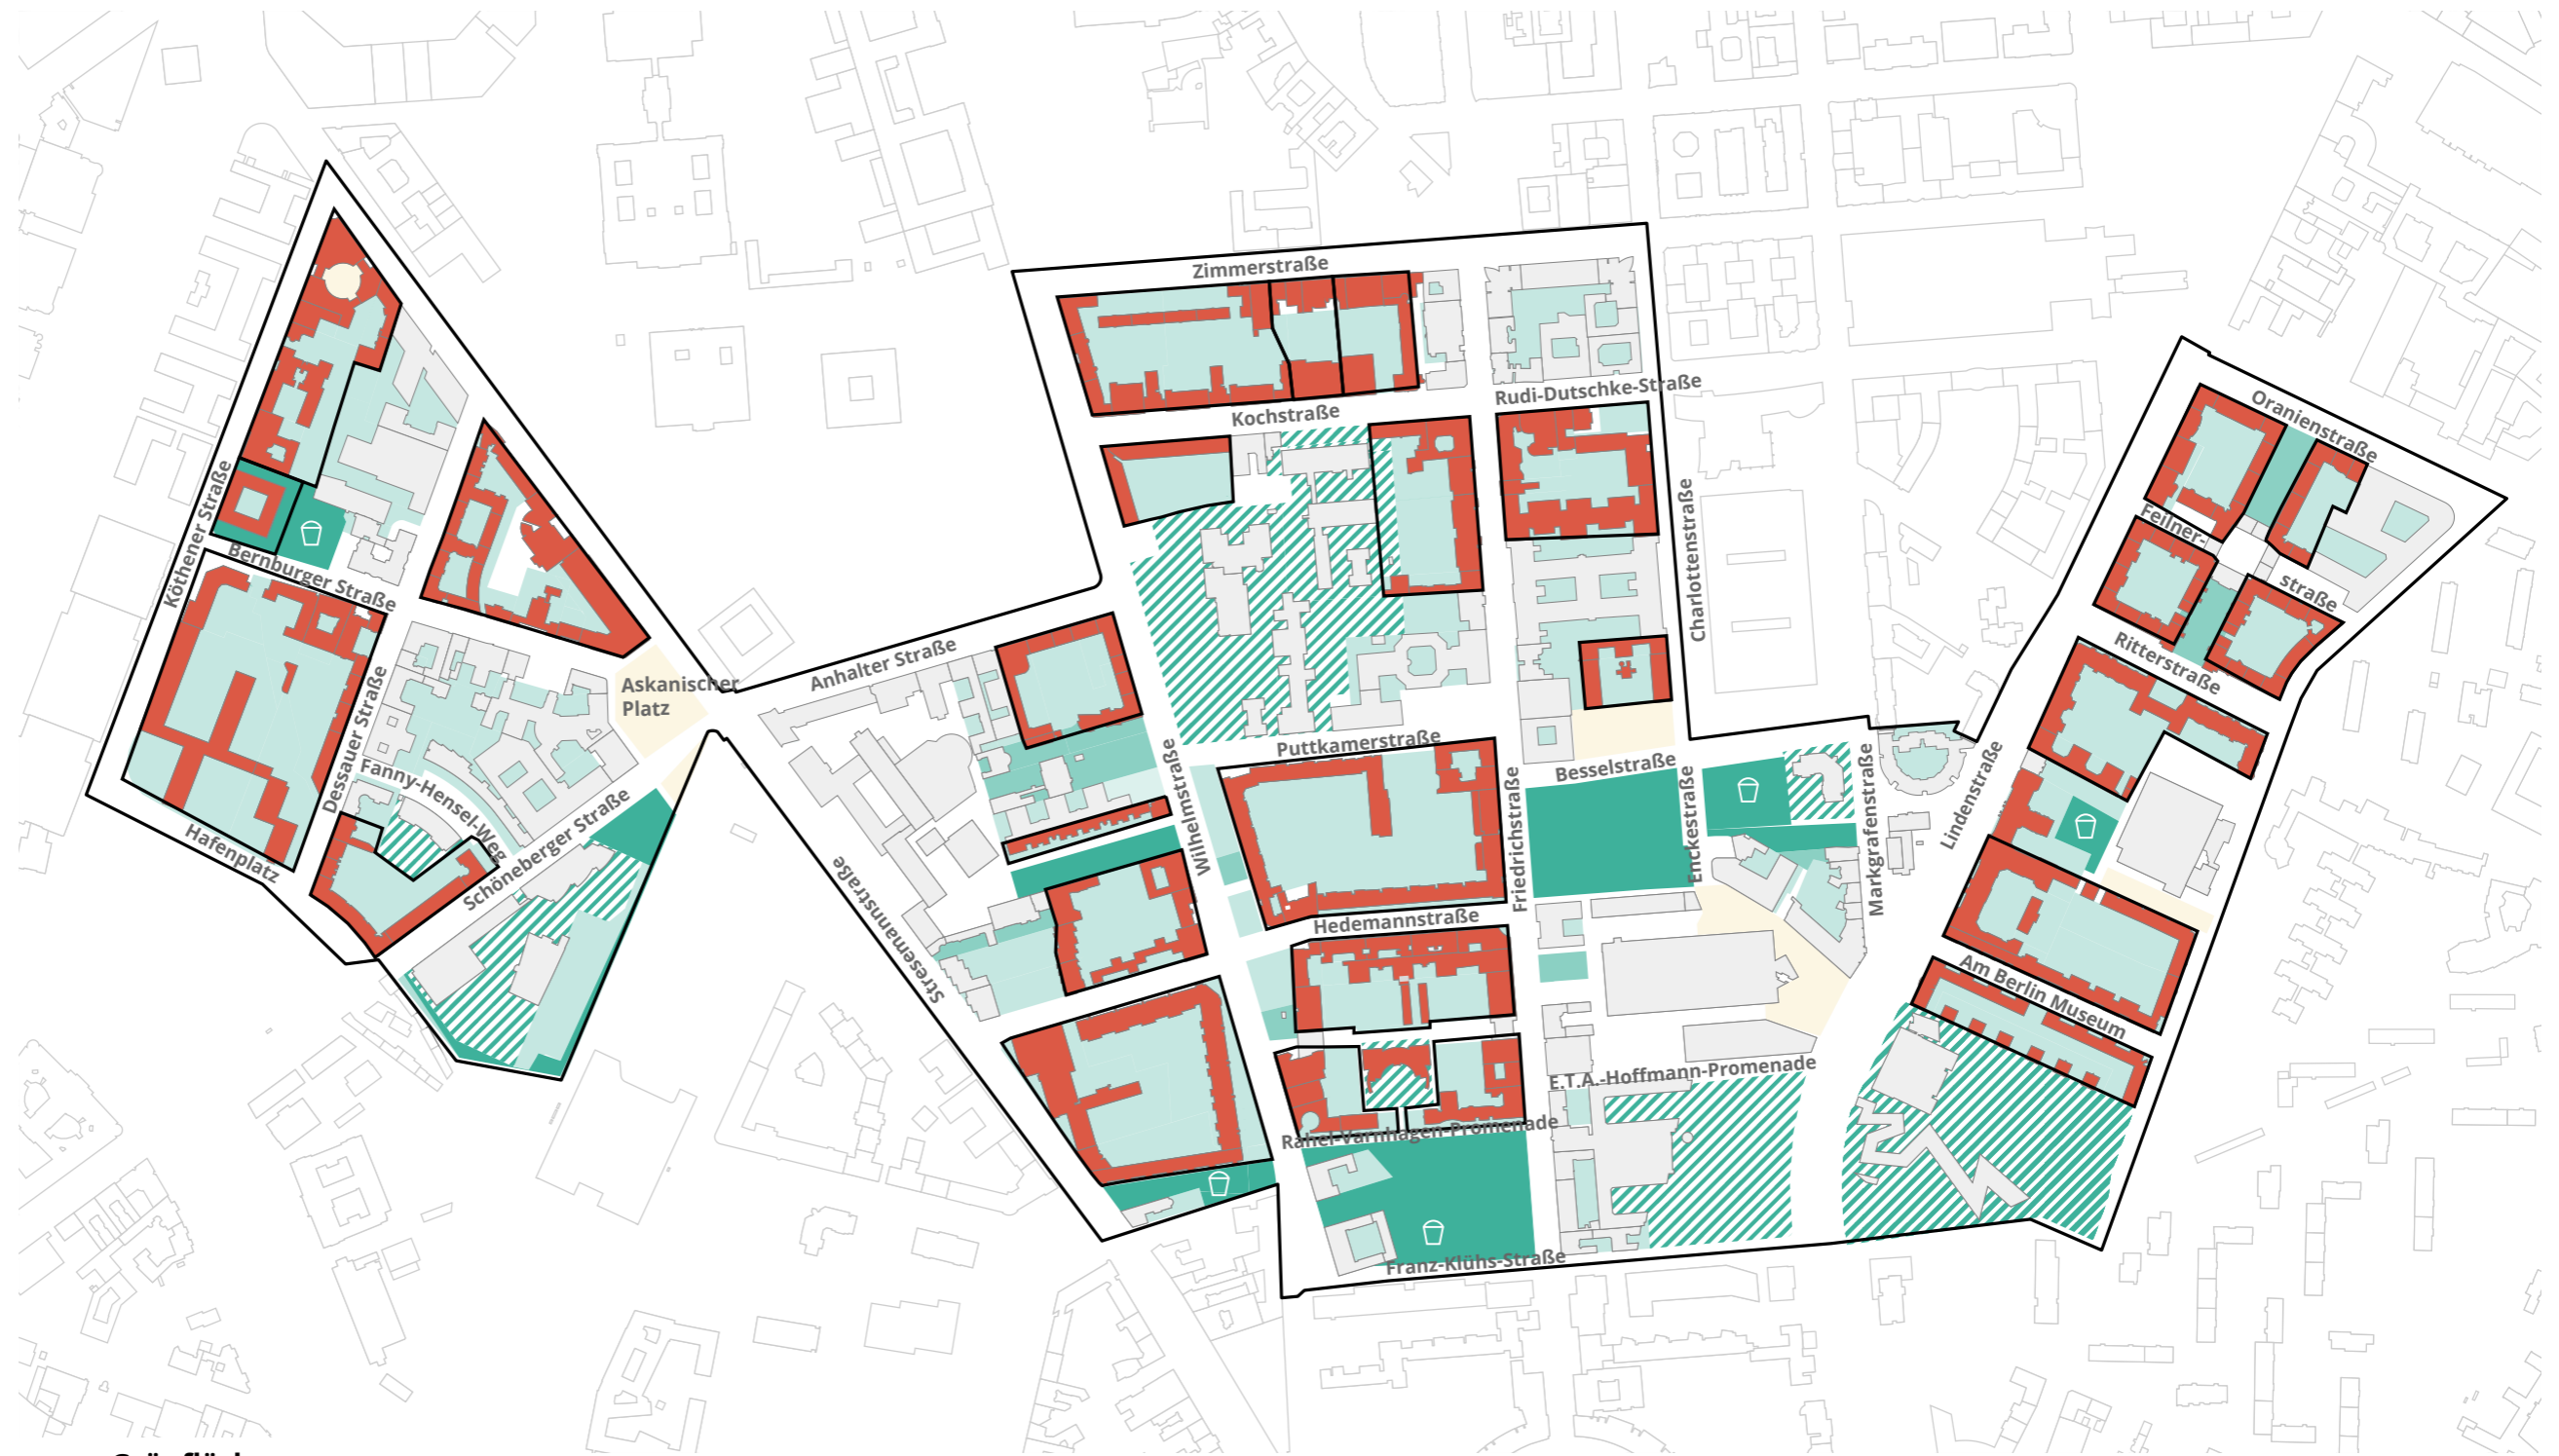 Zimmerstraße
Rudi-Dutschke-Straße
Kochstraße
Oranienstraße
Köthener Straße
Charlottenstraße
Feilner-
straße
Bernburger Straße
Ritterstraße
Anhalter Straße
Askanischer
Platz
Dessauer Straße
Puttkamerstraße
Wilhelmstraße
Besselstraße
Friedrichstraße
Enckestraße
Markgrafenstraße
Lindenstraße
Fanny-Hensel-Weg
Schöneberger Straße
Hafenplatz
Stresemannstraße
Hedemannstraße
Am Berlin Museum
E.T.A.-Hoffmann-Promenade
Rahel-Varnhagen-Promenade
Franz-Klühs-Straße